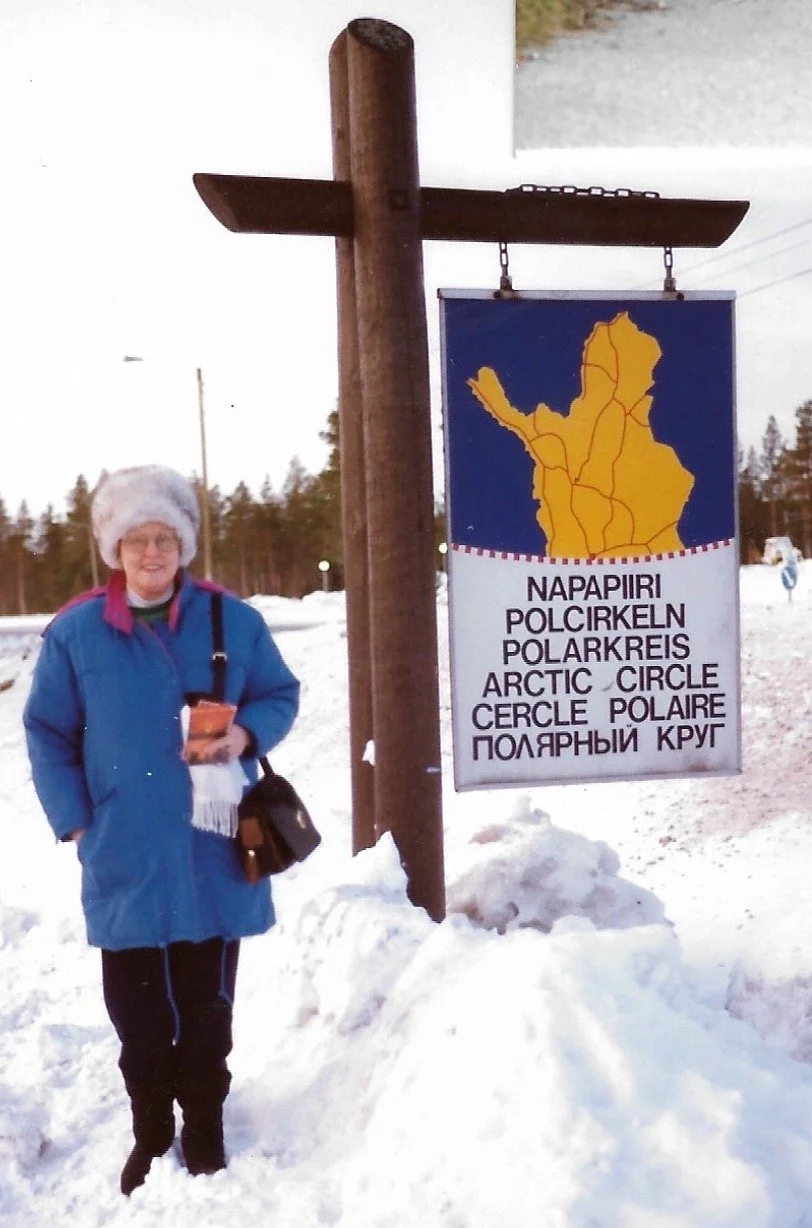 NAPAPIIRI
POLCIRKELN
POLARKREIS
ARCTIC CIRCLE
CERCLE POLAIRE
ПОЛЯРНЫЙ КРУГ